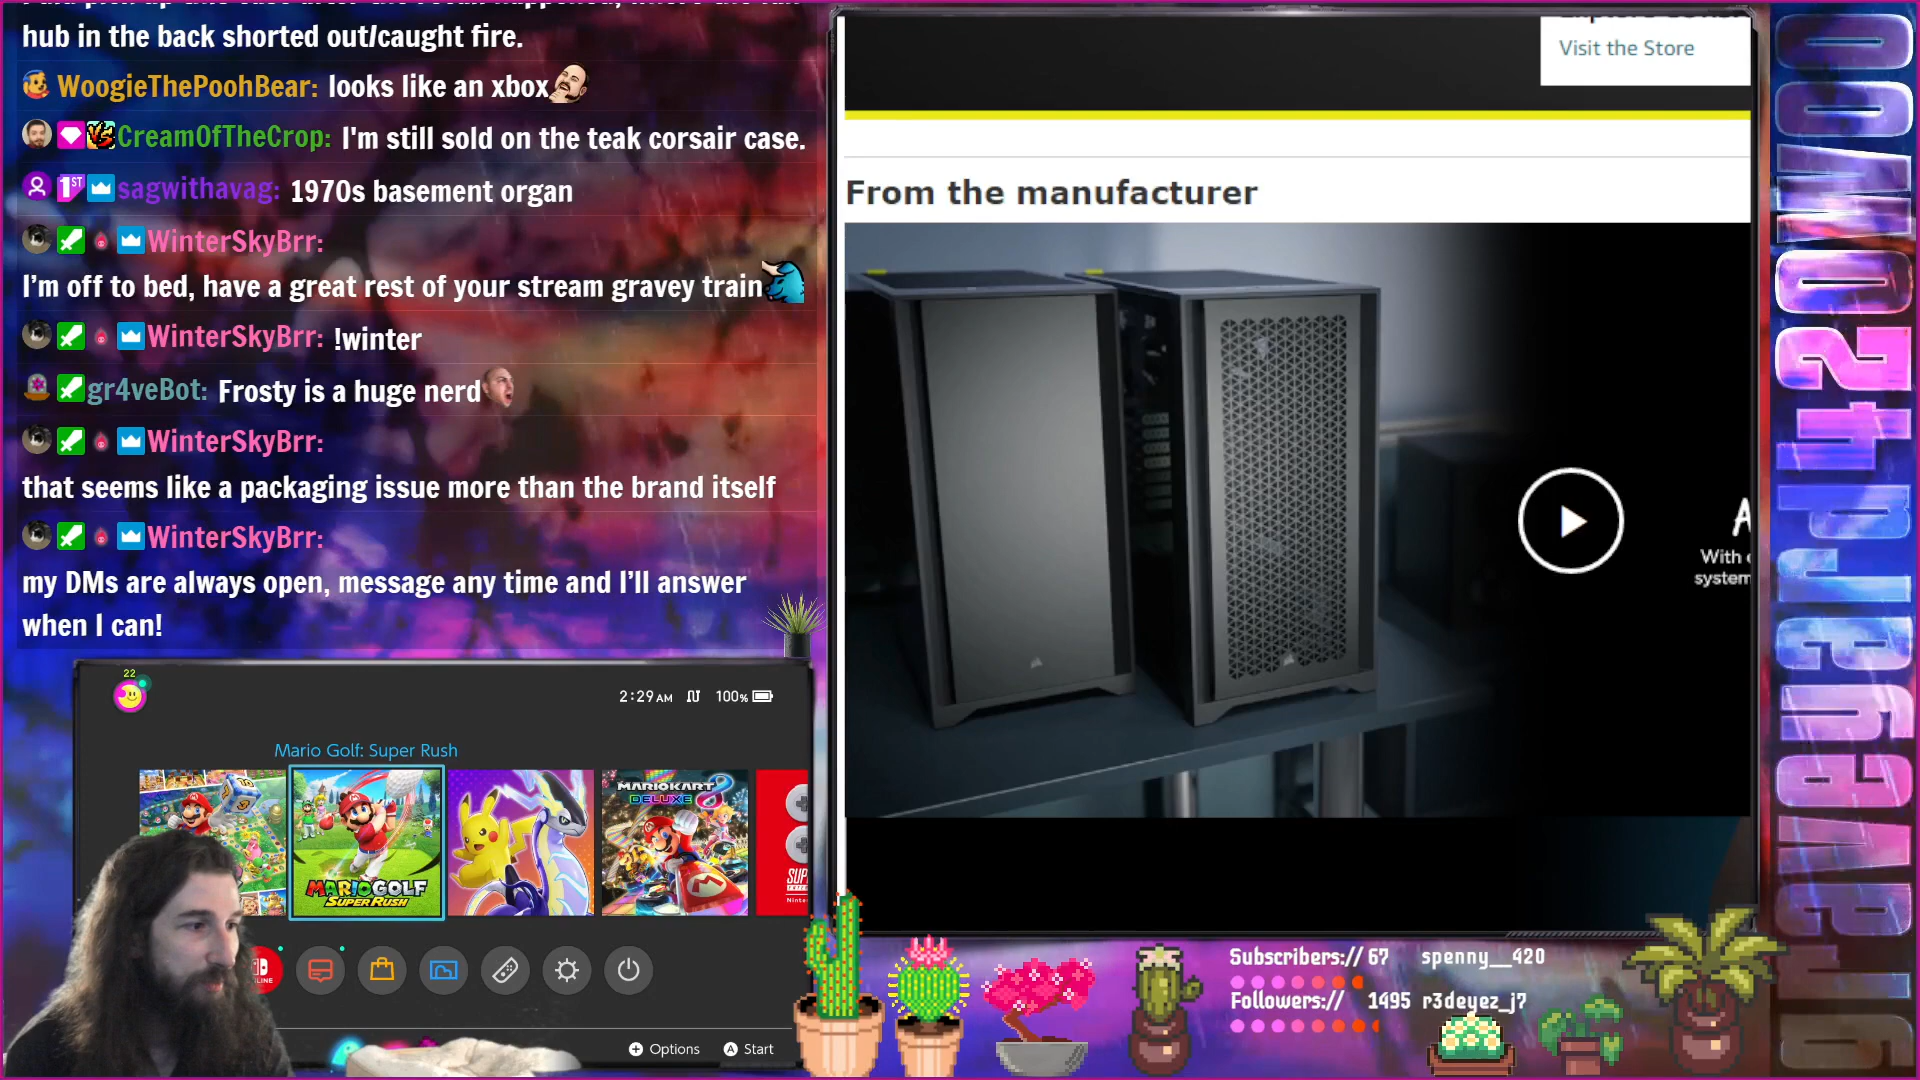 hub in the back shorted out/caught fire.
WoogieThePoohBear: looks like an xbox
CreamOfTheCrop: I'm still sold on the teak corsair case.
1ST sagwithavag: 1970s basement organ
WinterSkyBrr:
I'm off to bed, have a great rest of your stream gravey train
WinterSkyBrr: !winter
gr4veBot: Frosty is a huge nerd
WinterSkyBrr:
that seems like a packaging issue more than the brand itself
WinterSkyBrr:
my DMs are always open, message any time and I'll answer
when I can!
22
2:29 AM 100%
Mario Golf: Super Rush
MARIO GOLF
SUPER RUSH
MARIOKART 8
DELUXE
Options Start
Visit the Store
From the manufacturer
With
system
Subscribers// 67 spenny__420
Followers// 1495 r3deyez_j7